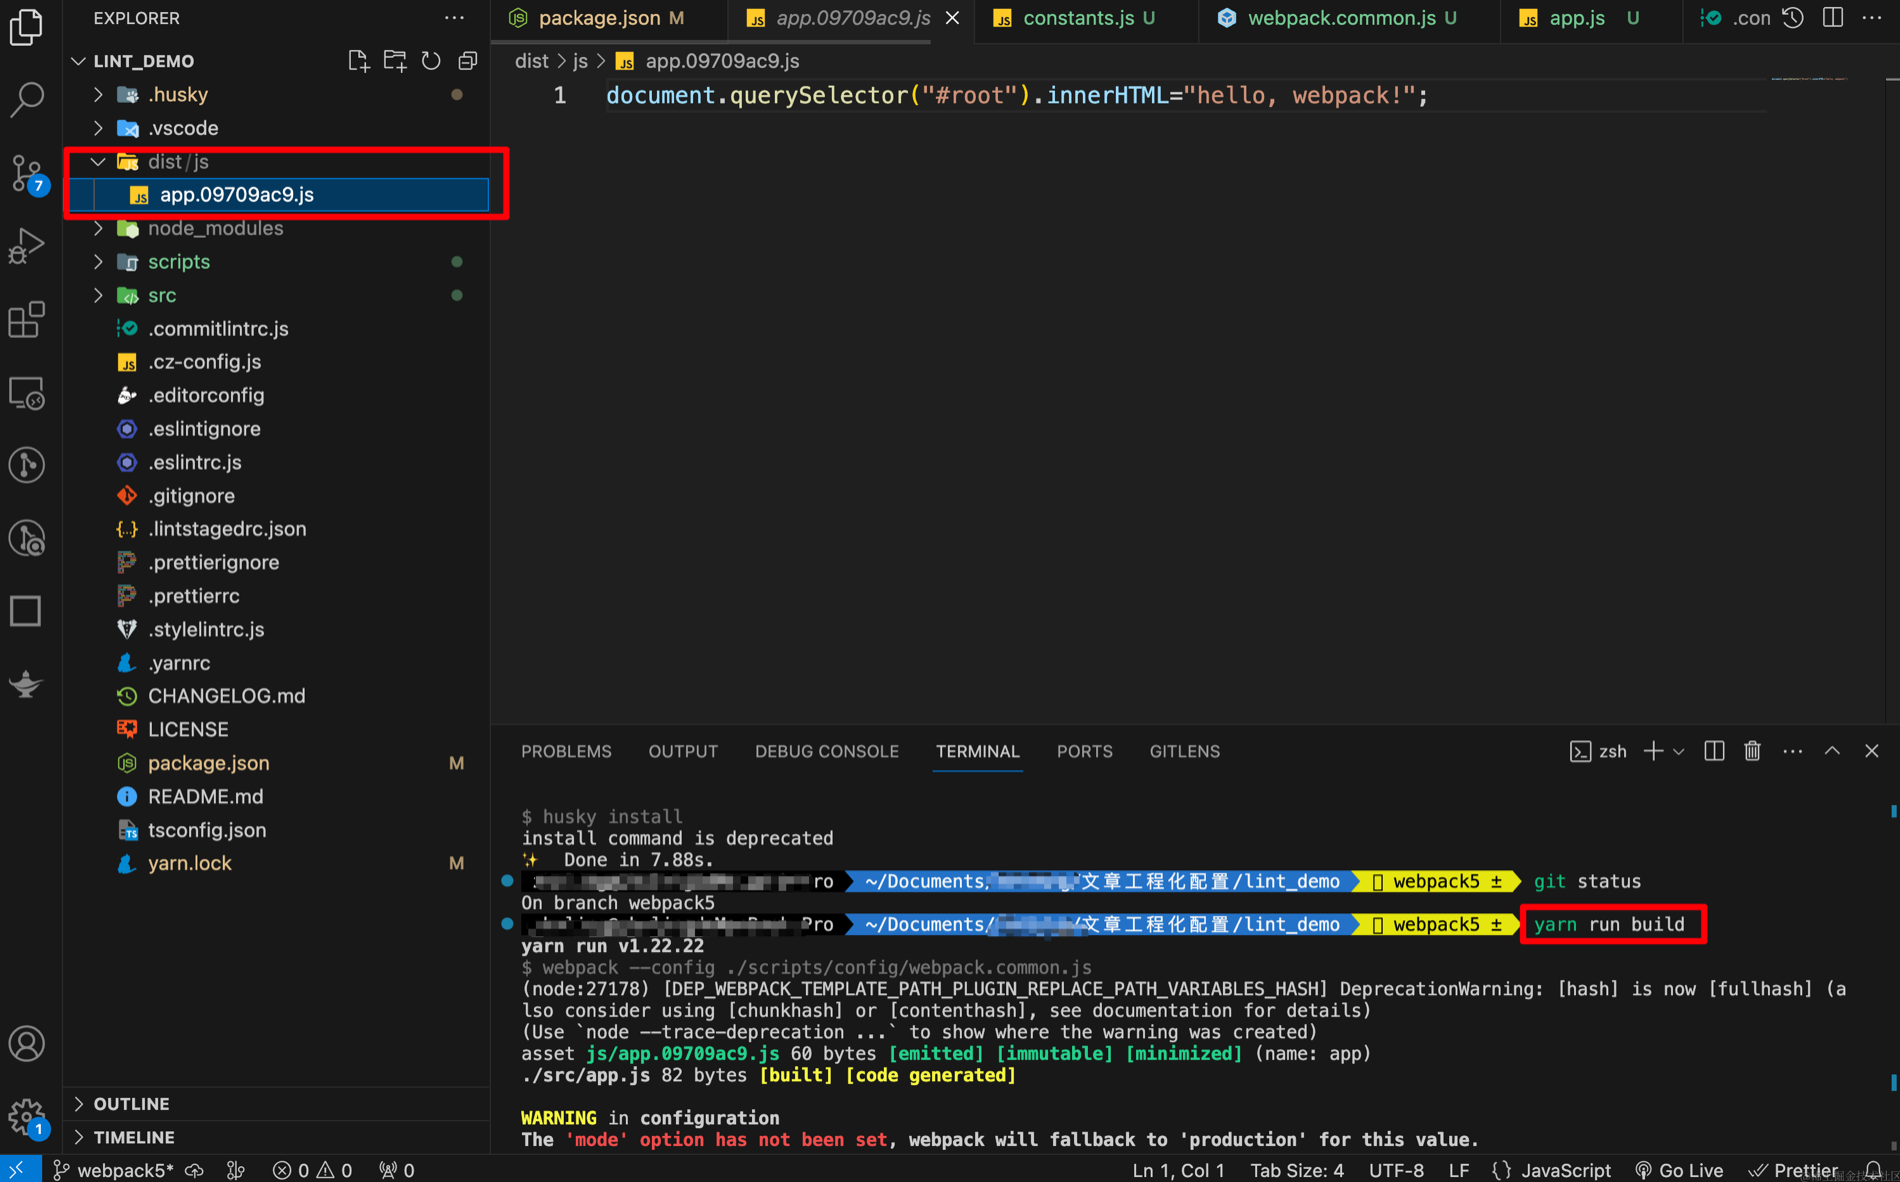 EXPLORER
LINT_DEMO
.husky
.vscode
dist/js
app.09709ac9.js
node_modules
scripts
src
.commitlintrc.js
.cz-config.js
.editorconfig
.eslintignore
.eslintrc.js
.gitignore
.lintstagedrc.json
.prettierignore
.prettierrc
.stylelintrc.js
.yarnrc
CHANGELOG.md
LICENSE
package.json M
README.md
tsconfig.json
yarn.lock M
OUTLINE
TIMELINE
7
1
package.json M
app.09709ac9.js
constants.js U
webpack.common.js U
app.js U
.con
dist > js > app.09709ac9.js
1 document.querySelector("#root").innerHTML="hello, webpack!";
PROBLEMS OUTPUT DEBUG CONSOLE TERMINAL PORTS GITLENS
zsh
$ husky install
install command is deprecated
✨ Done in 7.88s.
ro ~/Documents/ 文章工程化配置/lint_demo webpack5 ± git status
On branch webpack5
Pro ~/Documents/ /文章工程化配置/lint_demo webpack5 ± yarn run build
yarn run v1.22.22
$ webpack --config ./scripts/config/webpack.common.js
(node:27178) [DEP_WEBPACK_TEMPLATE_PATH_PLUGIN_REPLACE_PATH_VARIABLES_HASH] DeprecationWarning: [hash] is now [fullhash] (a
lso consider using [chunkhash] or [contenthash], see documentation for details)
(Use `node --trace-deprecation ...` to show where the warning was created)
asset js/app.09709ac9.js 60 bytes [emitted] [immutable] [minimized] (name: app)
./src/app.js 82 bytes [built] [code generated]
WARNING in configuration
The 'mode' option has not been set, webpack will fallback to 'production' for this value.
webpack5* 0 0 0 Ln 1, Col 1 Tab Size: 4 UTF-8 LF {} JavaScript Go Live Prettier
@稀土掘金技术社区